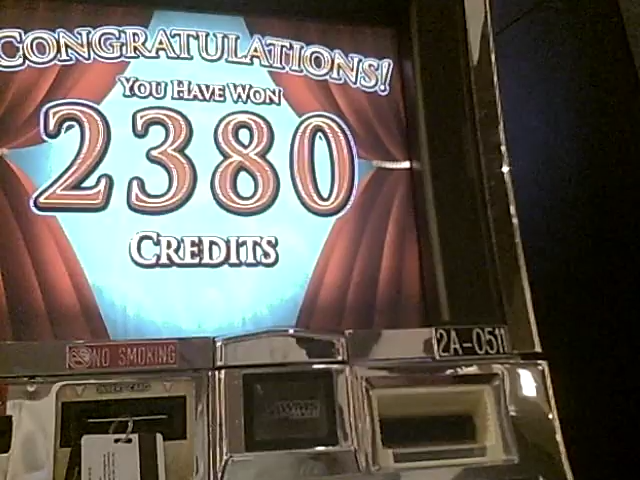 CONGRATULATIONS!
YOU HAVE WON
2380
CREDITS
NO SMOKING
2A-0511